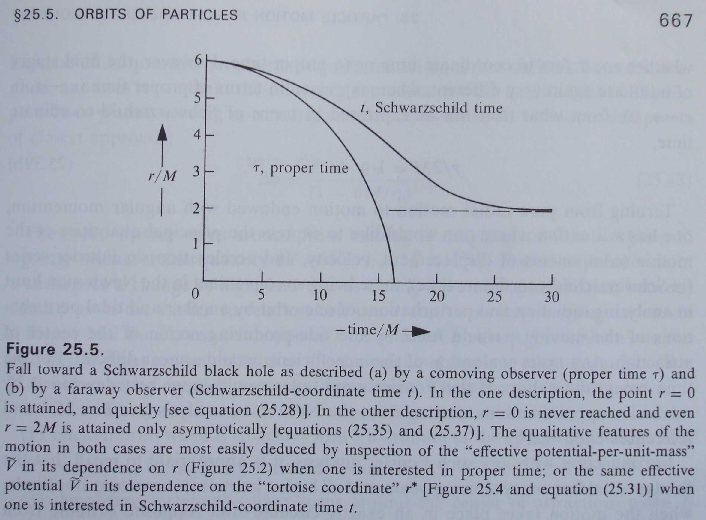 §25.5. ORBITS OF PARTICLES
667
6
5
4
3
2
1
r/M
t, Schwarzschild time
τ, proper time
0 5 10 15 20 25 30
time/M
Figure 25.5.
Fall toward a Schwarzschild black hole as described (a) by a comoving observer (proper time τ) and
(b) by a faraway observer (Schwarzschild-coordinate time t). In the one description, the point r = 0
is attained, and quickly [see equation (25.28)]. In the other description, r = 0 is never reached and even
r = 2M is attained only asymptotically [equations (25.35) and (25.37)]. The qualitative features of the
motion in both cases are most easily deduced by inspection of the “effective potential-per-unit-mass”
Ṽ in its dependence on r (Figure 25.2) when one is interested in proper time; or the same effective
potential Ṽ in its dependence on the “tortoise coordinate” r* [Figure 25.4 and equation (25.31)] when
one is interested in Schwarzschild-coordinate time t.